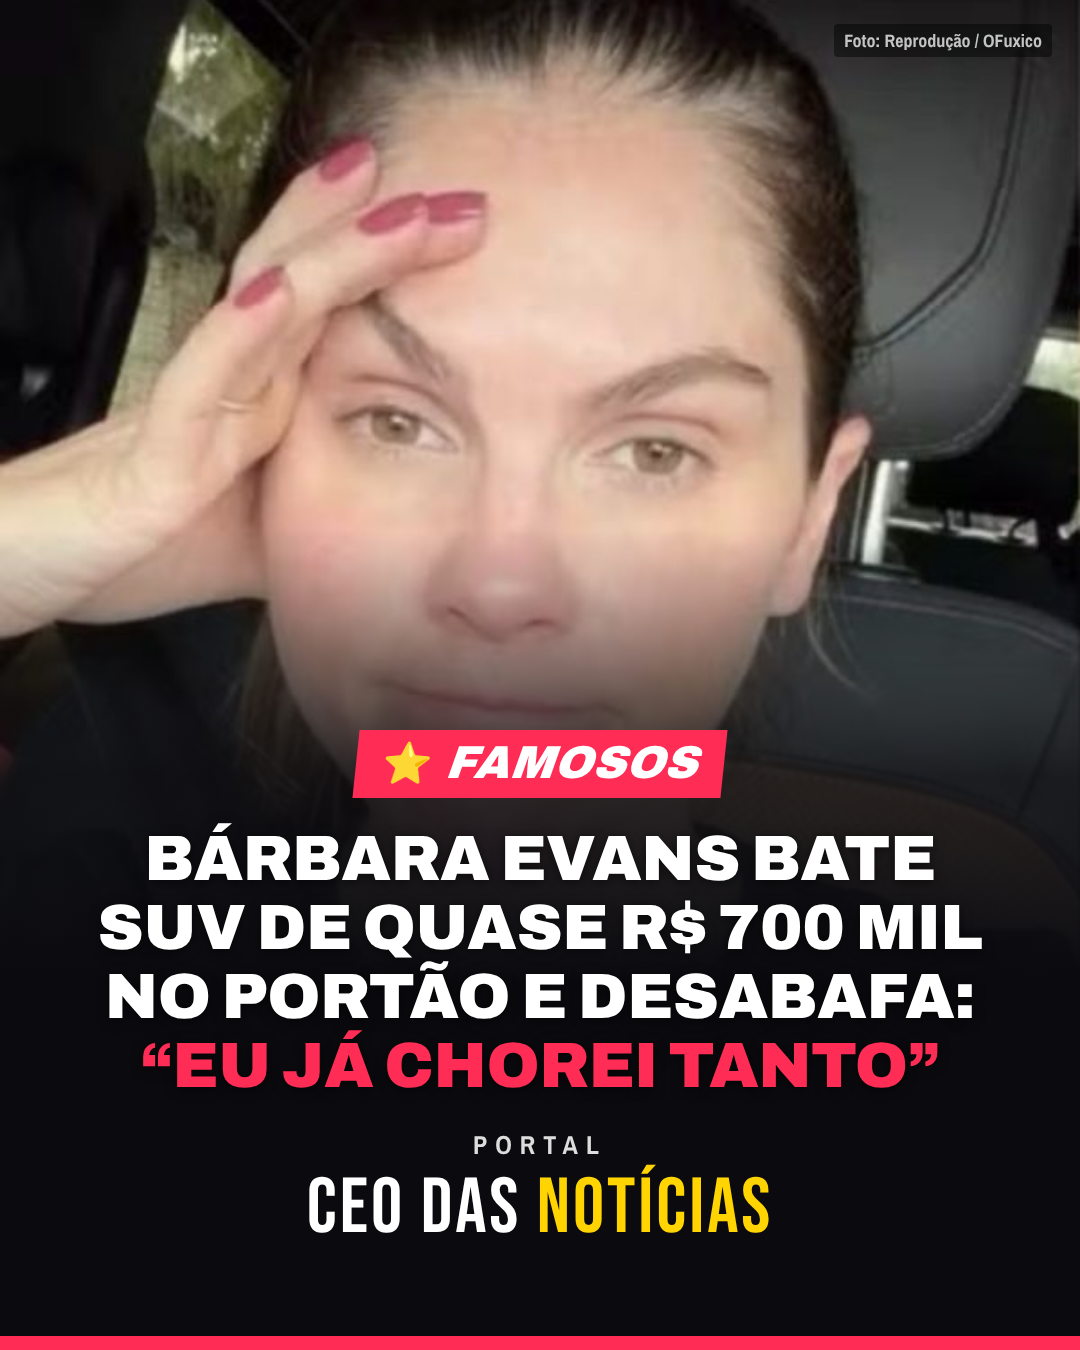 Foto: Reprodução / OFuxico
FAMOSOS
BÁRBARA EVANS BATE
SUV DE QUASE R$ 700 MIL
NO PORTÃO E DESABAFA:
“EU JÁ CHOREI TANTO”
PORTAL
CEO DAS NOTÍCIAS